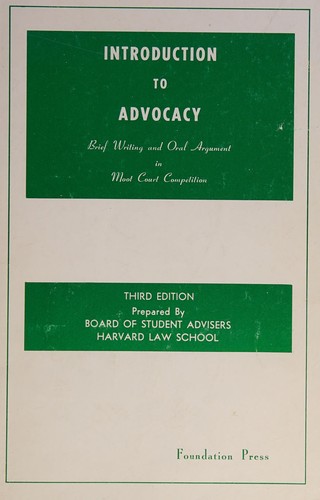 INTRODUCTION
TO
ADVOCACY
Brief Writing and Oral Argument
in
Moot Court Competition
THIRD EDITION
Prepared By
BOARD OF STUDENT ADVISERS
HARVARD LAW SCHOOL
Foundation Press